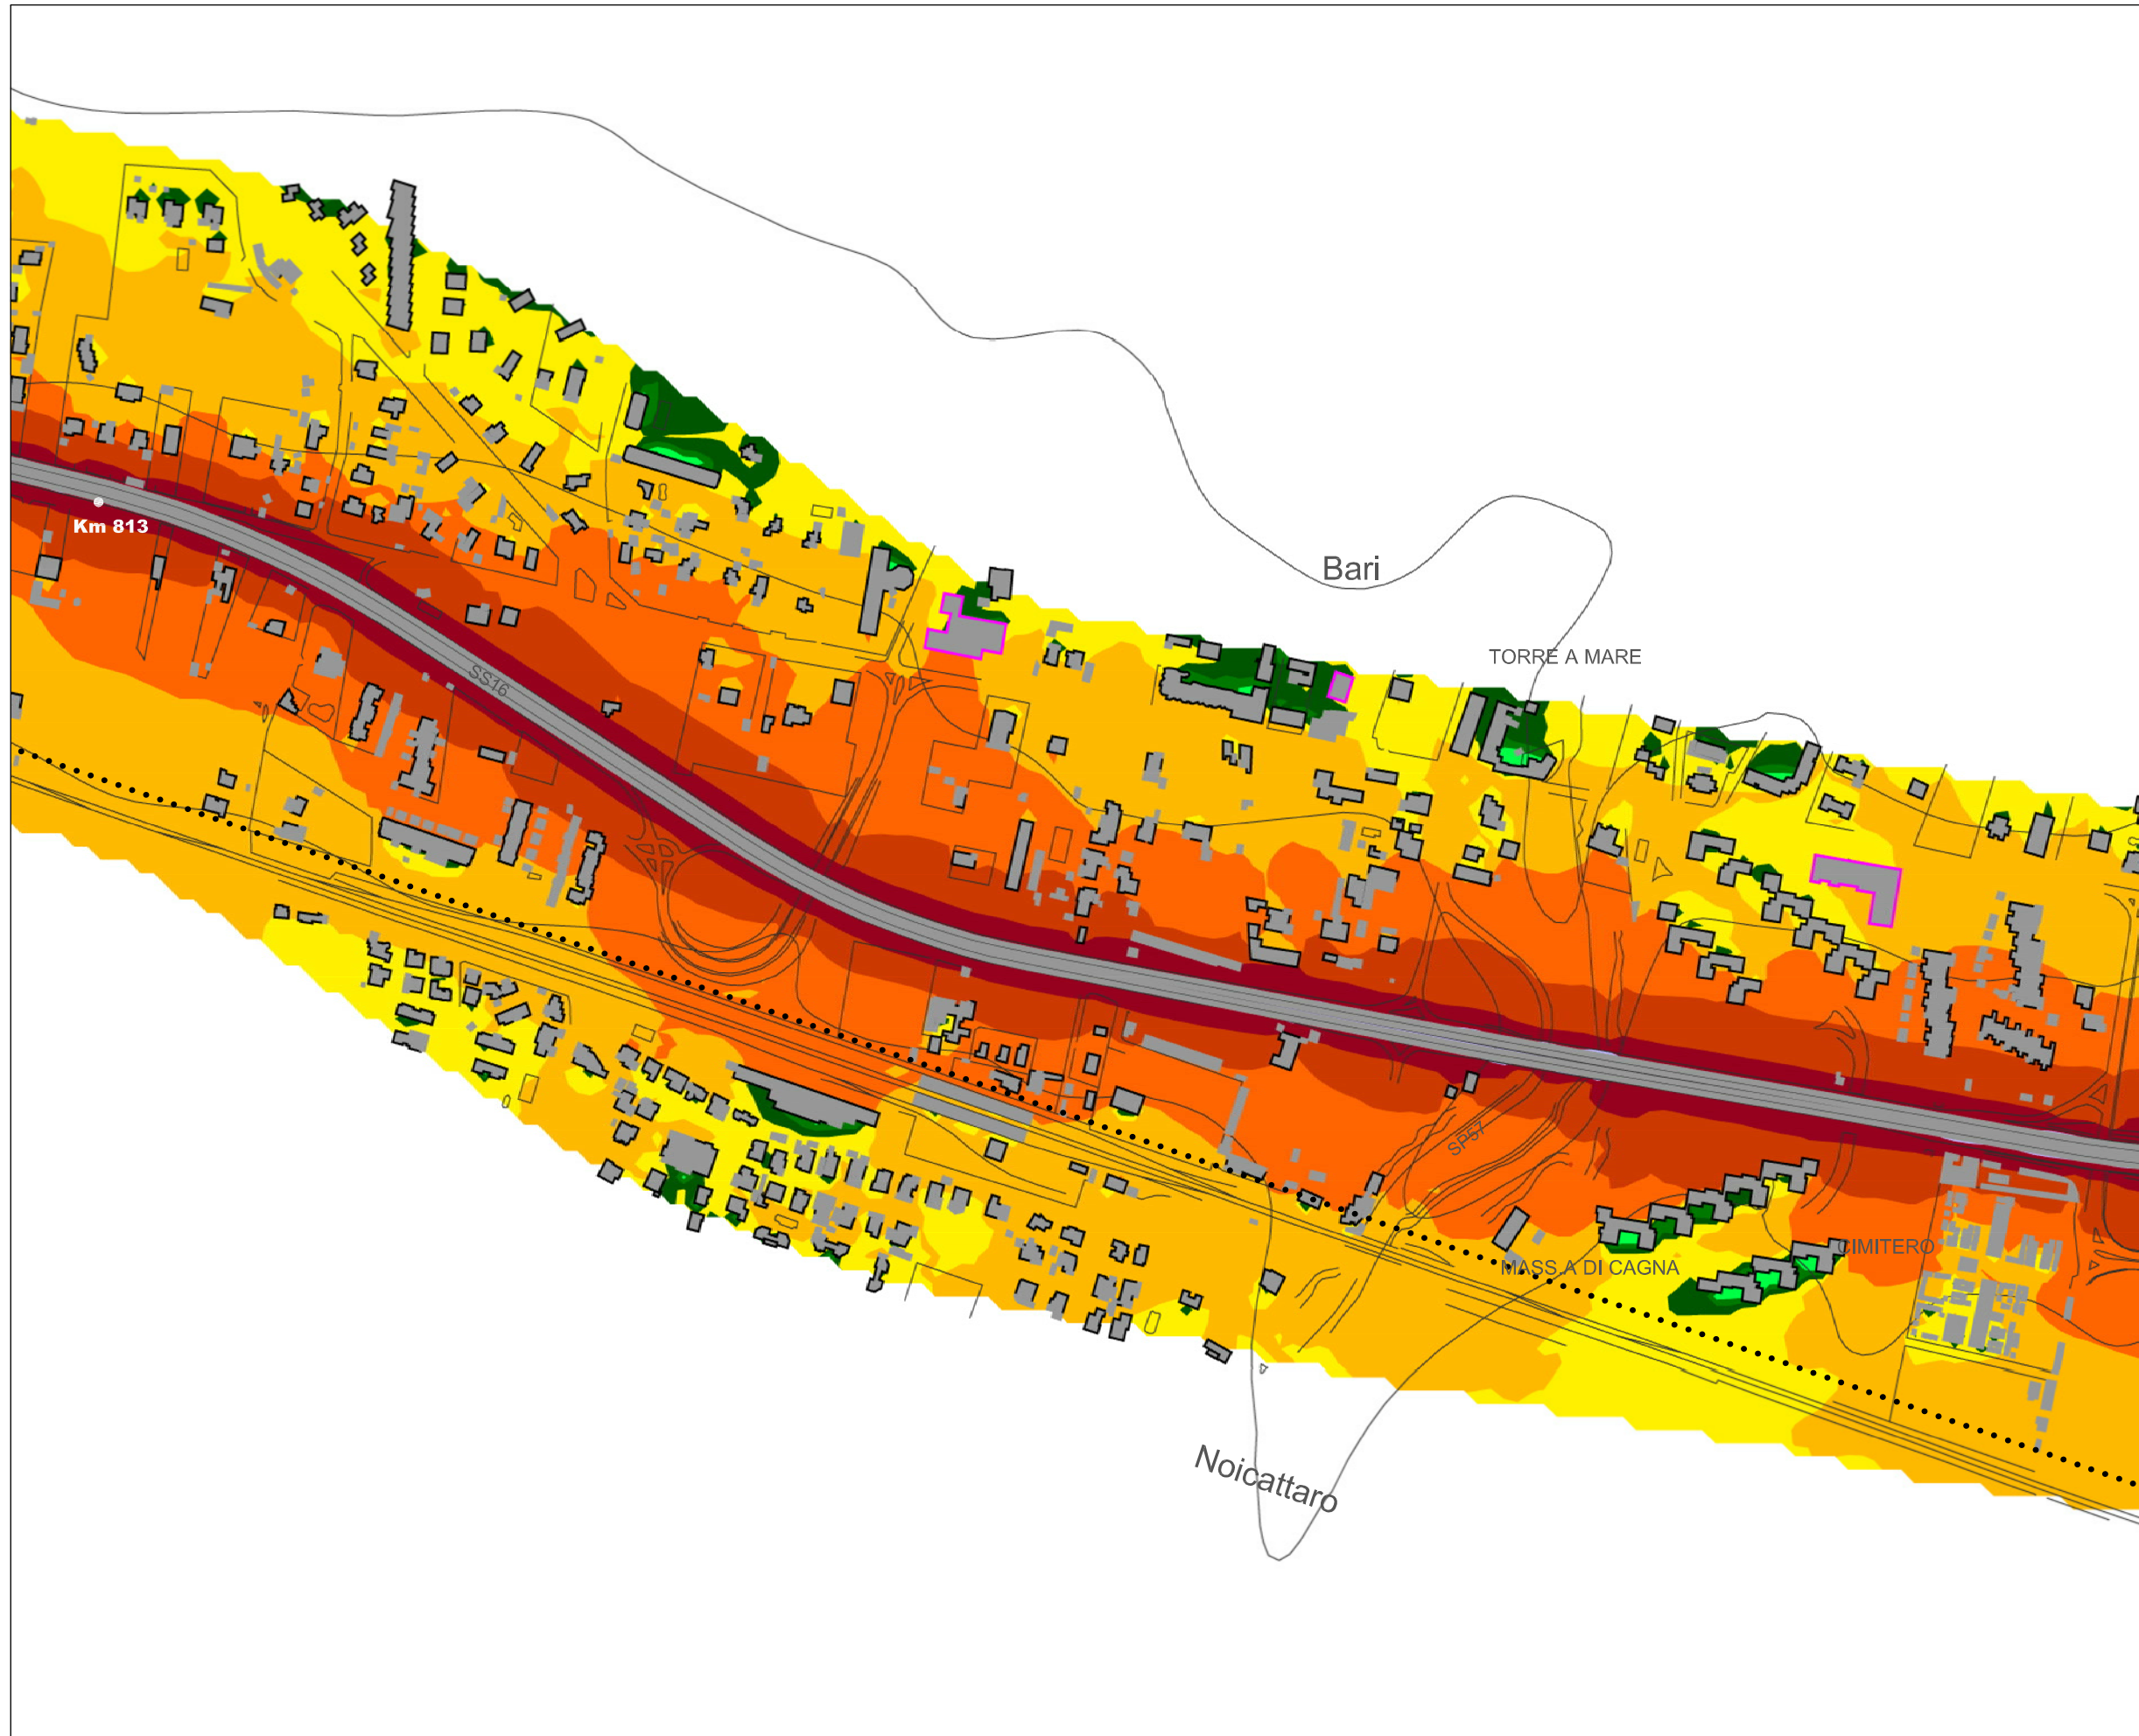 Km 813
Bari
TORRE A MARE
SS16
SP57
CIMITERO
MASS.A DI CAGNA
Noicattaro